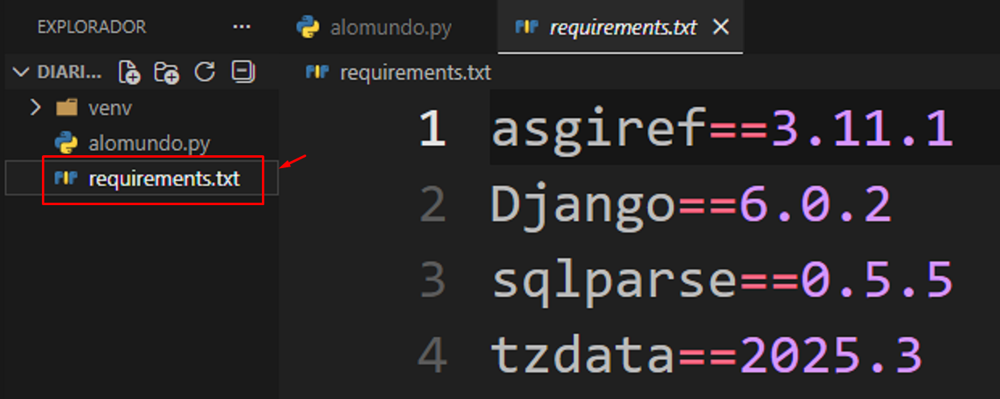 EXPLORADOR ...
alomundo.py
requirements.txt
DIARI...
requirements.txt
venv
alomundo.py
requirements.txt
1 asgiref==3.11.1
2 Django==6.0.2
3 sqlparse==0.5.5
4 tzdata==2025.3